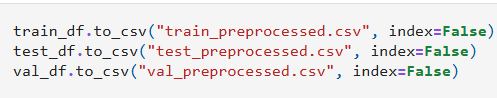 train_df.to_csv("train_preprocessed.csv", index=False)
test_df.to_csv("test_preprocessed.csv", index=False)
val_df.to_csv("val_preprocessed.csv", index=False)